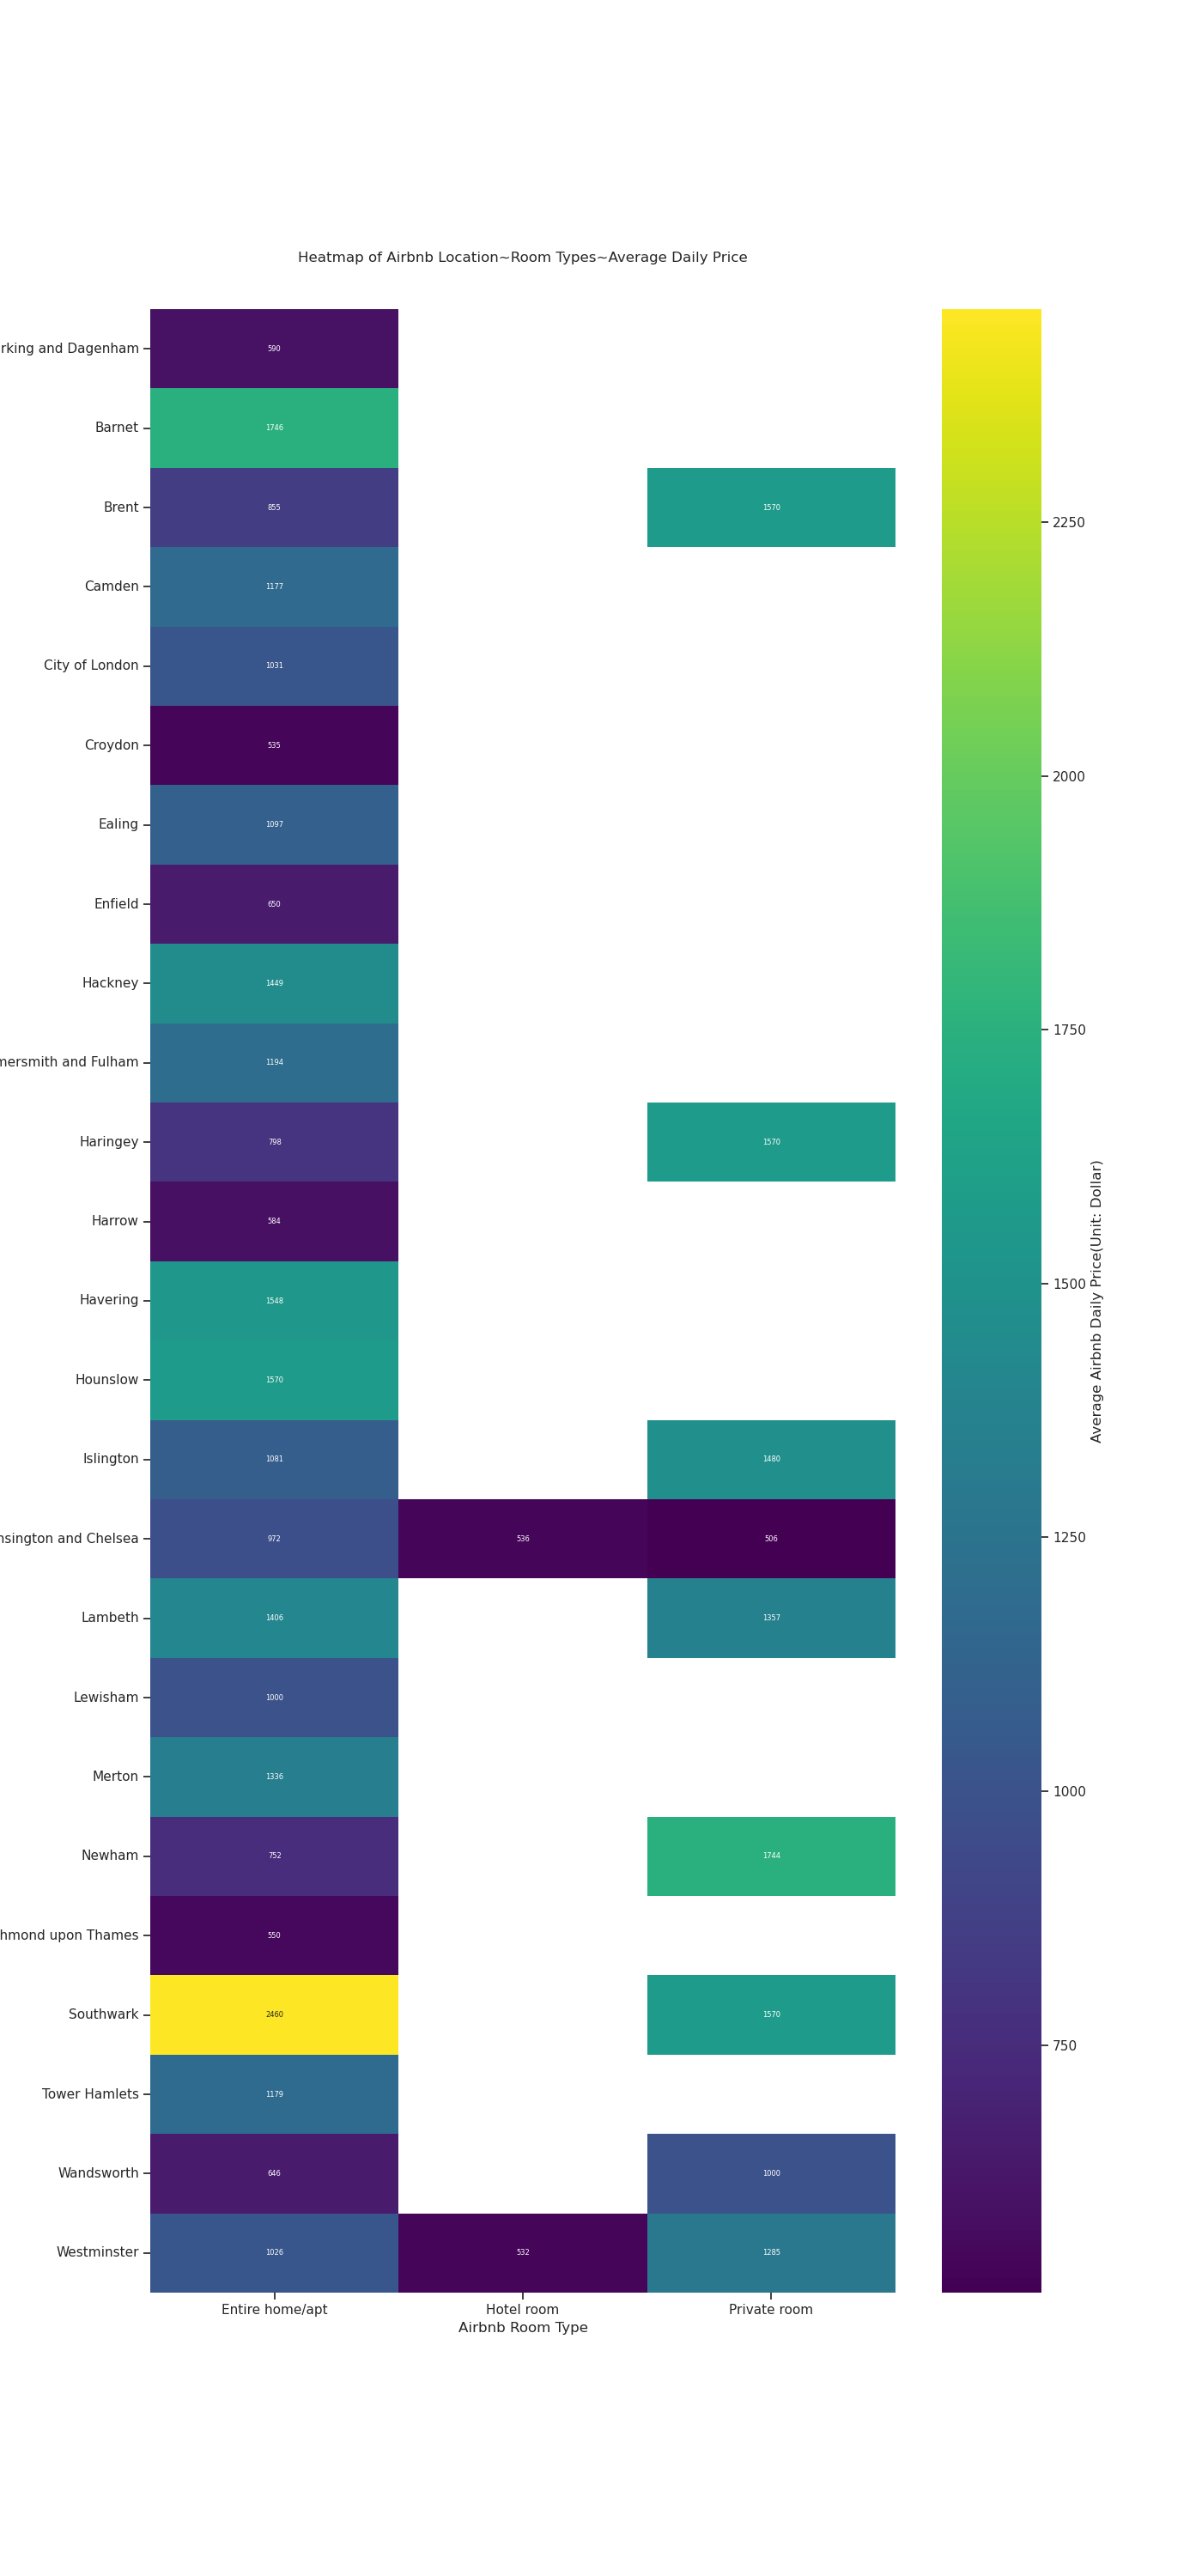 Heatmap of Airbnb Location~Room Types~Average Daily Price
rking and Dagenham 590
Barnet 1746
Brent 855 1570
Camden 1177
City of London 1031
Croydon 535
Ealing 1097
Enfield 650
Hackney 1449
mersmith and Fulham 1194
Haringey 798 1570
Harrow 584
Havering 1548
Hounslow 1570
Islington 1081 1480
nsington and Chelsea 972 536 506
Lambeth 1406 1357
Lewisham 1000
Merton 1336
Newham 752 1744
hmond upon Thames 550
Southwark 2460 1570
Tower Hamlets 1179
Wandsworth 646 1000
Westminster 1026 532 1285
Entire home/apt Hotel room Private room
Airbnb Room Type
2250
2000
1750
1500
1250
1000
750
Average Airbnb Daily Price(Unit: Dollar)